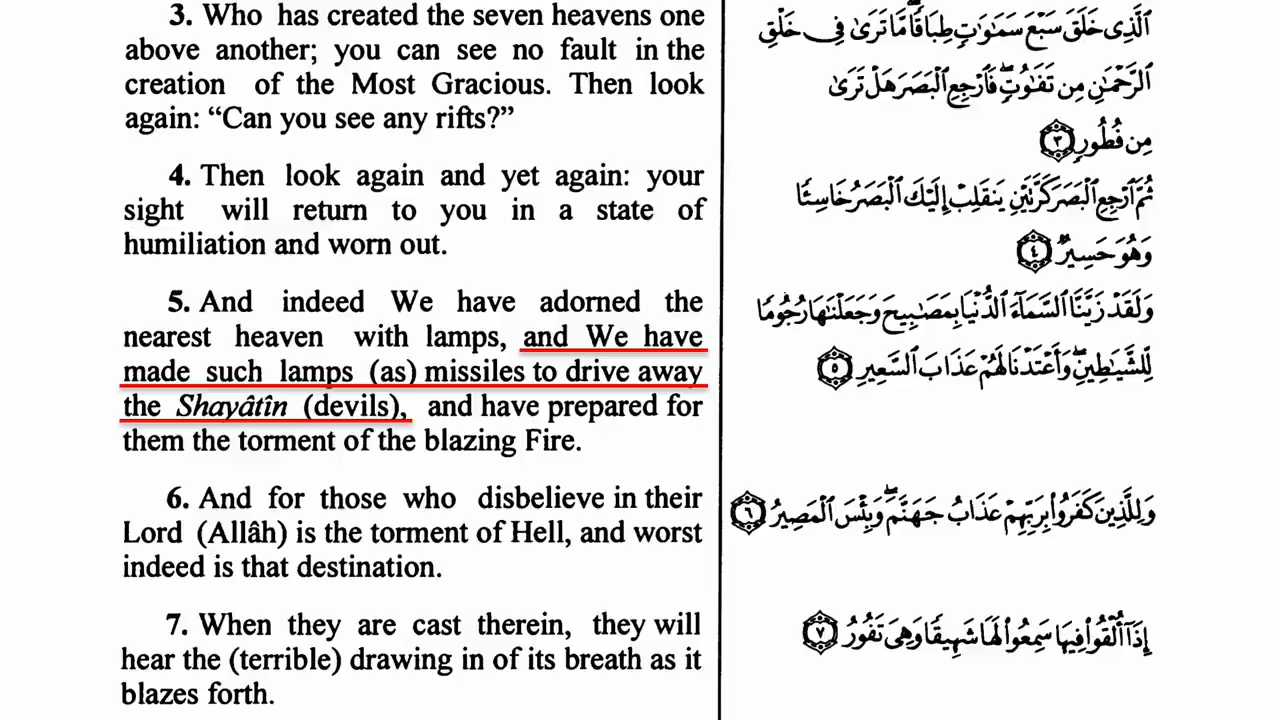 3. Who has created the seven heavens one
above another; you can see no fault in the
creation of the Most Gracious. Then look
again: “Can you see any rifts?”
4. Then look again and yet again: your
sight will return to you in a state of
humiliation and worn out.
5. And indeed We have adorned the
nearest heaven with lamps, and We have
made such lamps (as) missiles to drive away
the Shayâtîn (devils), and have prepared for
them the torment of the blazing Fire.
6. And for those who disbelieve in their
Lord (Allâh) is the torment of Hell, and worst
indeed is that destination.
7. When they are cast therein, they will
hear the (terrible) drawing in of its breath as it
blazes forth.
ٱلَّذِى خَلَقَ سَبْعَ سَمَٰوَٰتٍ طِبَاقًا ۖ مَّا تَرَىٰ فِى خَلْقِ
ٱلرَّحْمَٰنِ مِن تَفَٰوُتٍ ۖ فَٱرْجِعِ ٱلْبَصَرَ هَلْ تَرَىٰ
مِن فُطُورٍ ٣
ثُمَّ ٱرْجِعِ ٱلْبَصَرَ كَرَّتَيْنِ يَنقَلِبْ إِلَيْكَ ٱلْبَصَرُ خَاسِئًا
وَهُوَ حَسِيرٌ ٤
وَلَقَدْ زَيَّنَّا ٱلسَّمَآءَ ٱلدُّنْيَا بِمَصَٰبِيحَ وَجَعَلْنَٰهَا رُجُومًا
لِّلشَّيَٰطِينِ ۖ وَأَعْتَدْنَا لَهُمْ عَذَابَ ٱلسَّعِيرِ ٥
وَلِلَّذِينَ كَفَرُوا۟ بِرَبِّهِمْ عَذَابُ جَهَنَّمَ ۖ وَبِئْسَ ٱلْمَصِيرُ ٦
إِذَآ أُلْقُوا۟ فِيهَا سَمِعُوا۟ لَهَا شَهِيقًا وَهِىَ تَفُورُ ٧